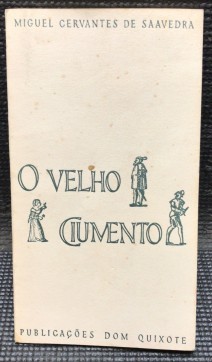 MIGUEL CERVANTES DE SAAVEDRA
O VELHO
CIUMENTO
PUBLICAÇÕES DOM QUIXOTE